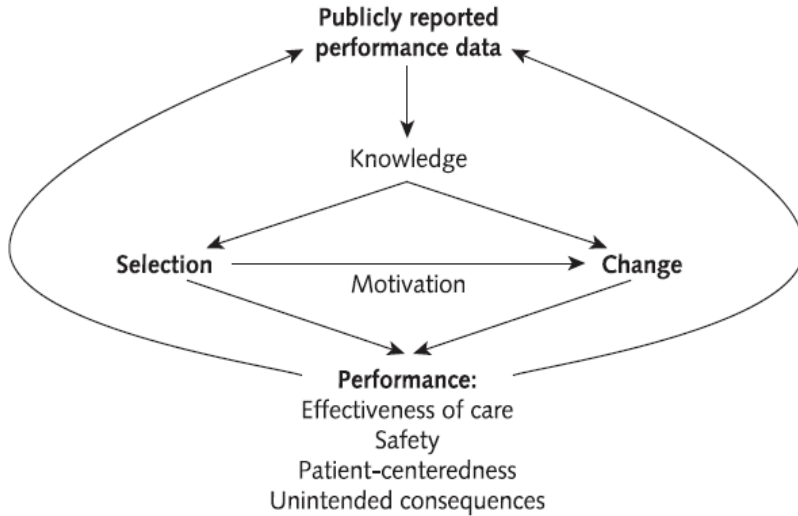 Publicly reported
performance data
Knowledge
Selection
Change
Motivation
Performance:
Effectiveness of care
Safety
Patient-centeredness
Unintended consequences